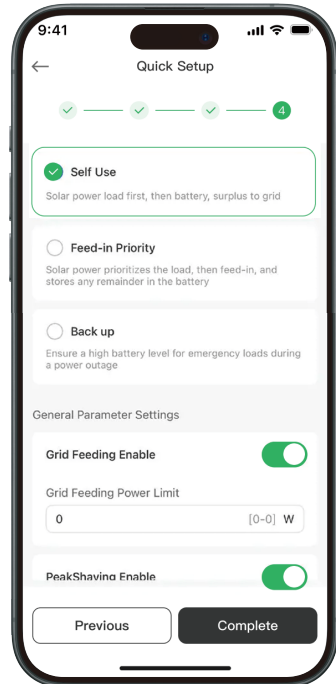 9:41
Quick Setup
4
Self Use
Solar power load first, then battery, surplus to grid
Feed-in Priority
Solar power prioritizes the load, then feed-in, and
stores any remainder in the battery
Back up
Ensure a high battery level for emergency loads during
a power outage
General Parameter Settings
Grid Feeding Enable
Grid Feeding Power Limit
0 [0-0] W
PeakShaving Enable
Previous Complete